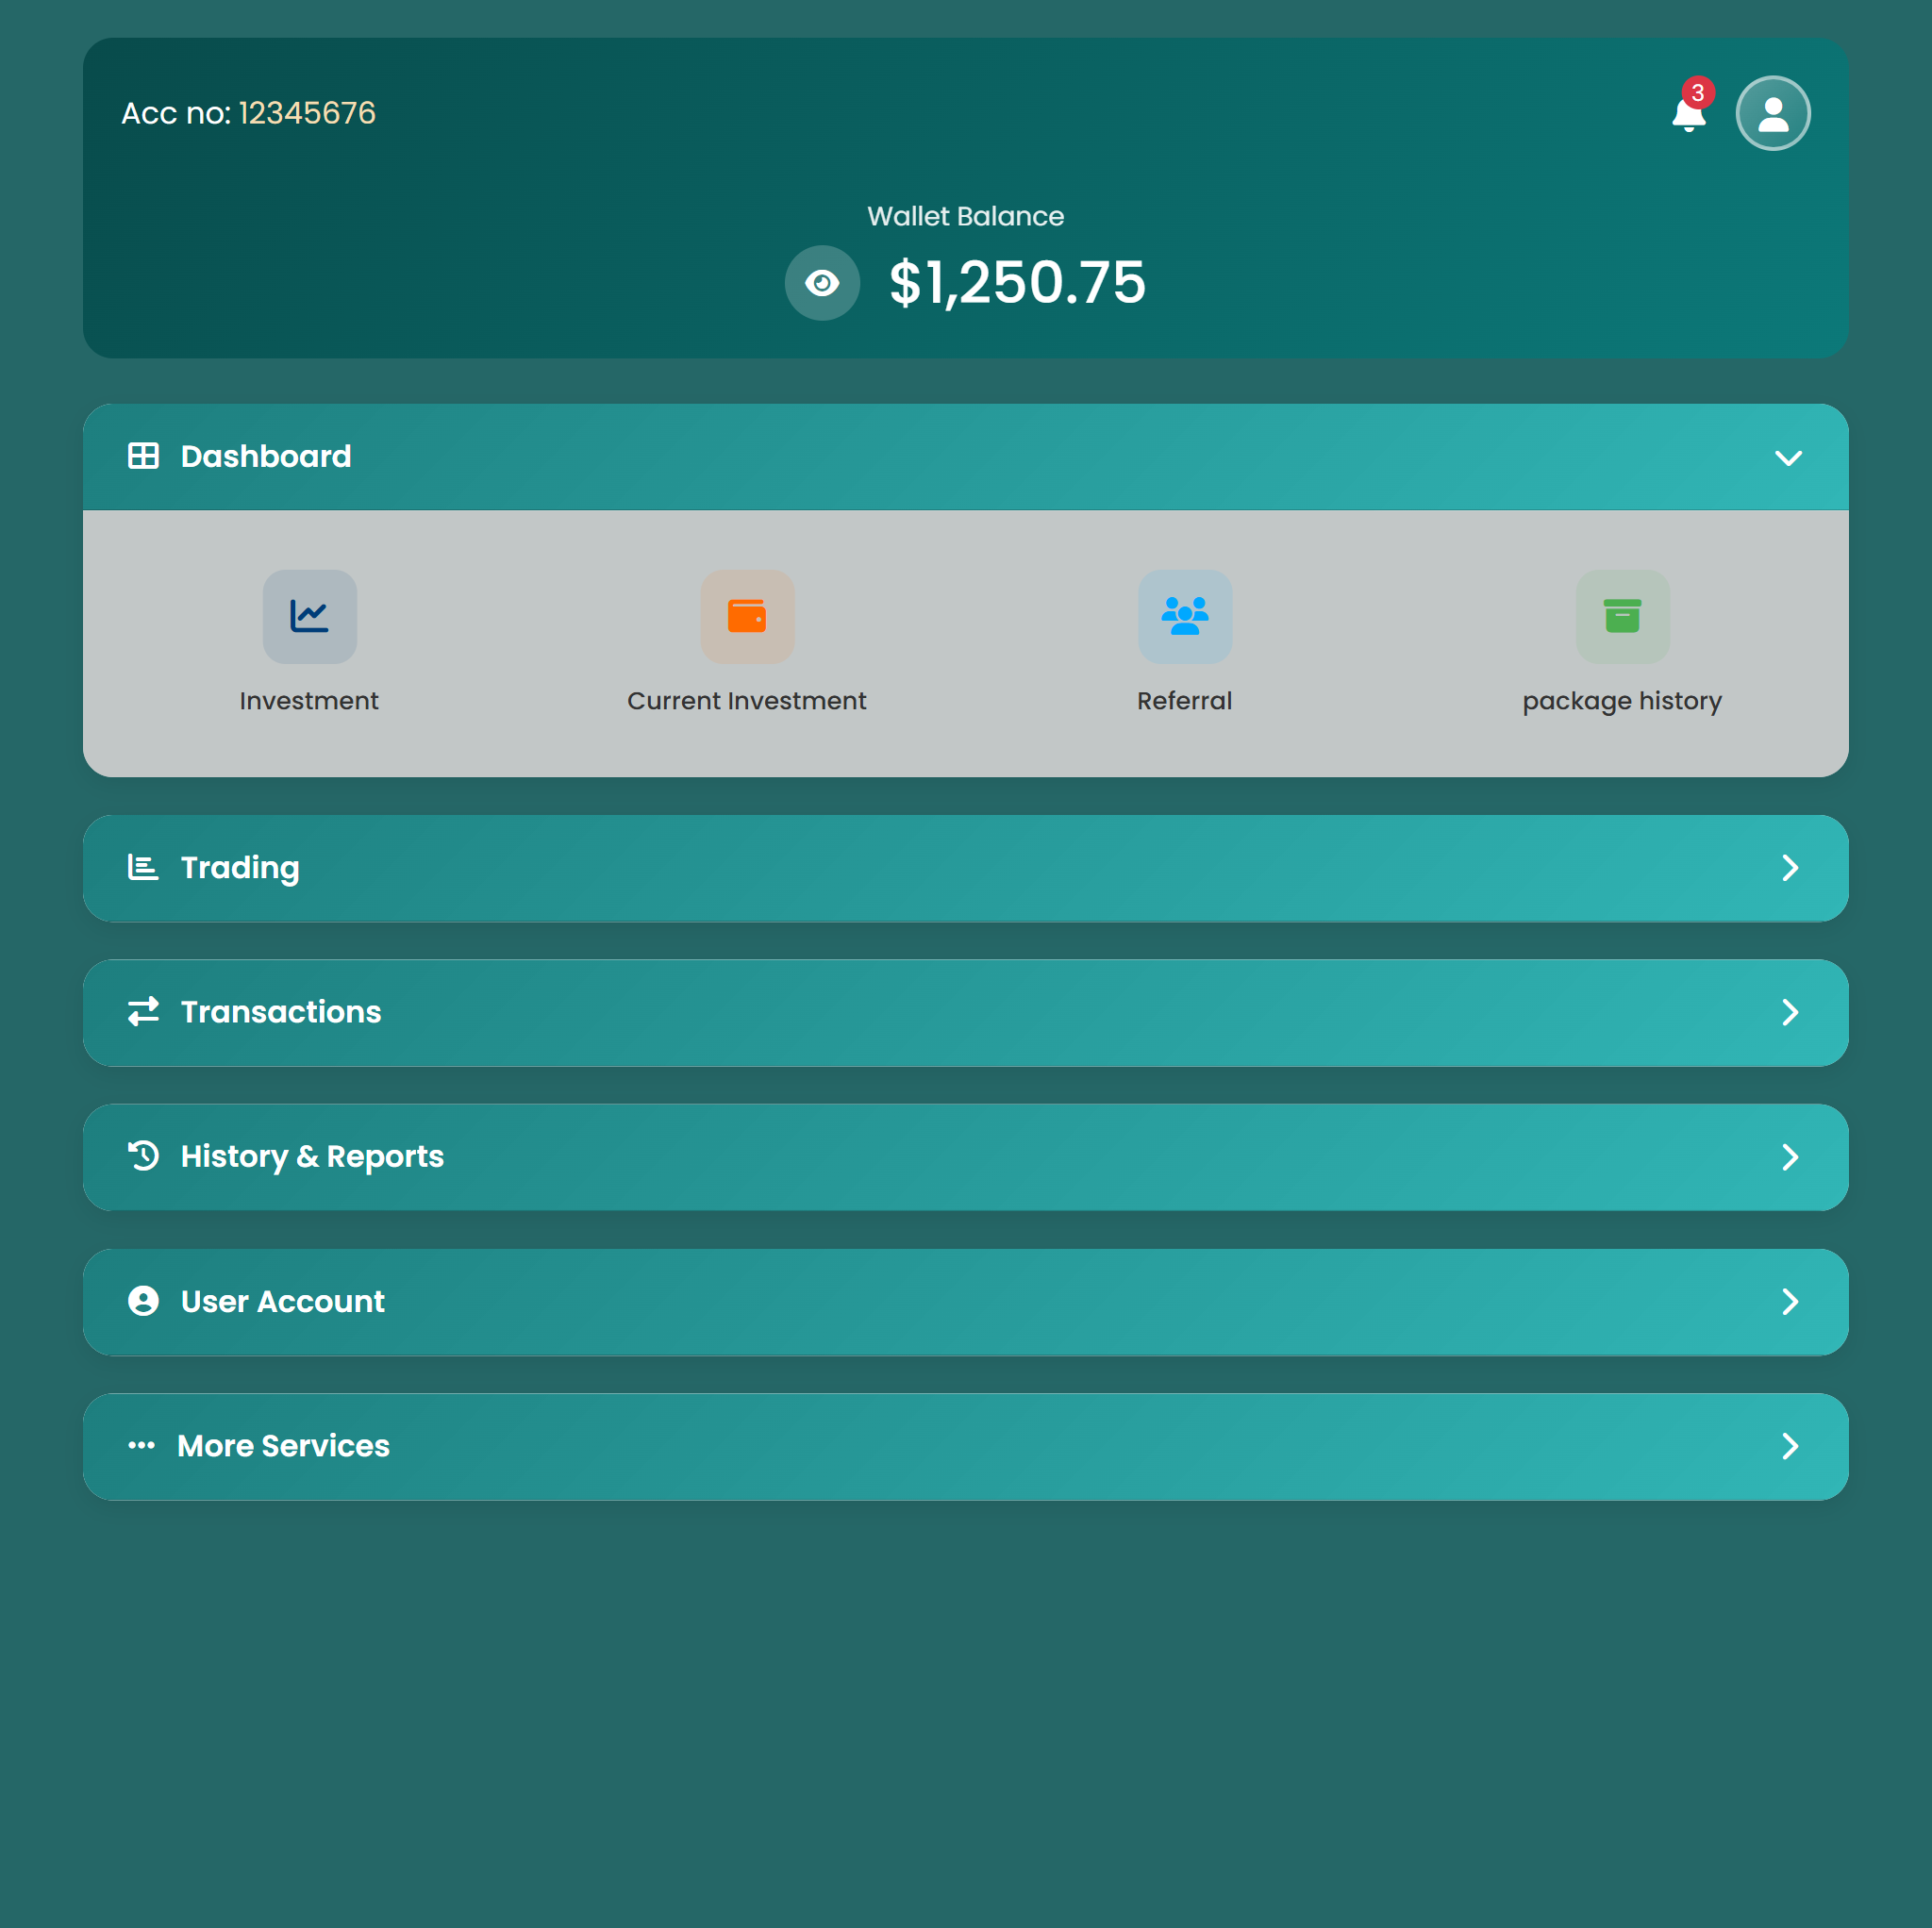 Acc no: 12345676
3
Wallet Balance
$1,250.75
Dashboard
Investment
Current Investment
Referral
package history
Trading
Transactions
History & Reports
User Account
More Services